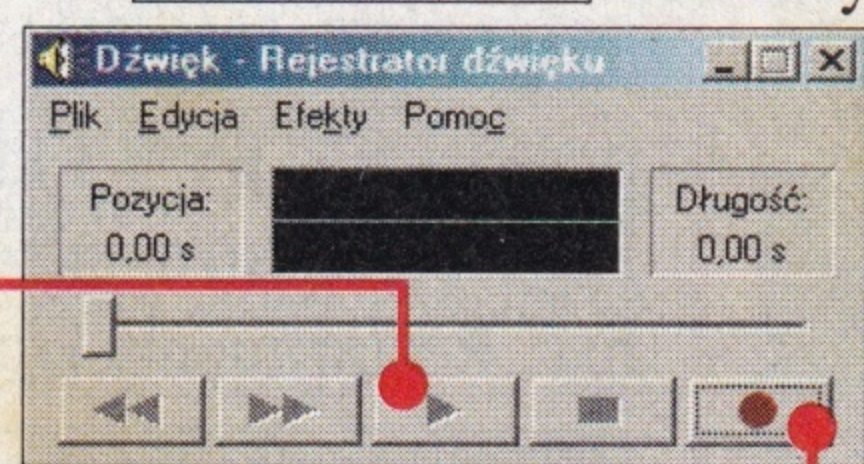 Dźwięk - Rejestrator dźwięku
Plik Edycja Efekty Pomoc
Pozycja:
0,00 s
Długość:
0,00 s